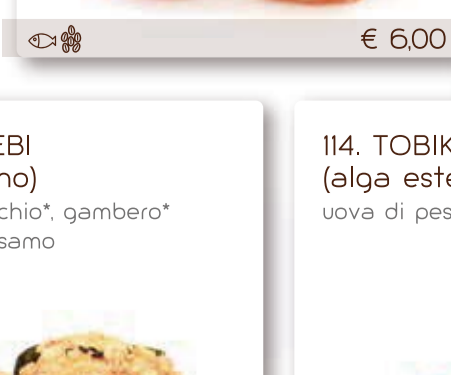 € 6,00
EBI
no)
chio*, gambero*
samo
114. TOBIK
(alga este
uova di pes